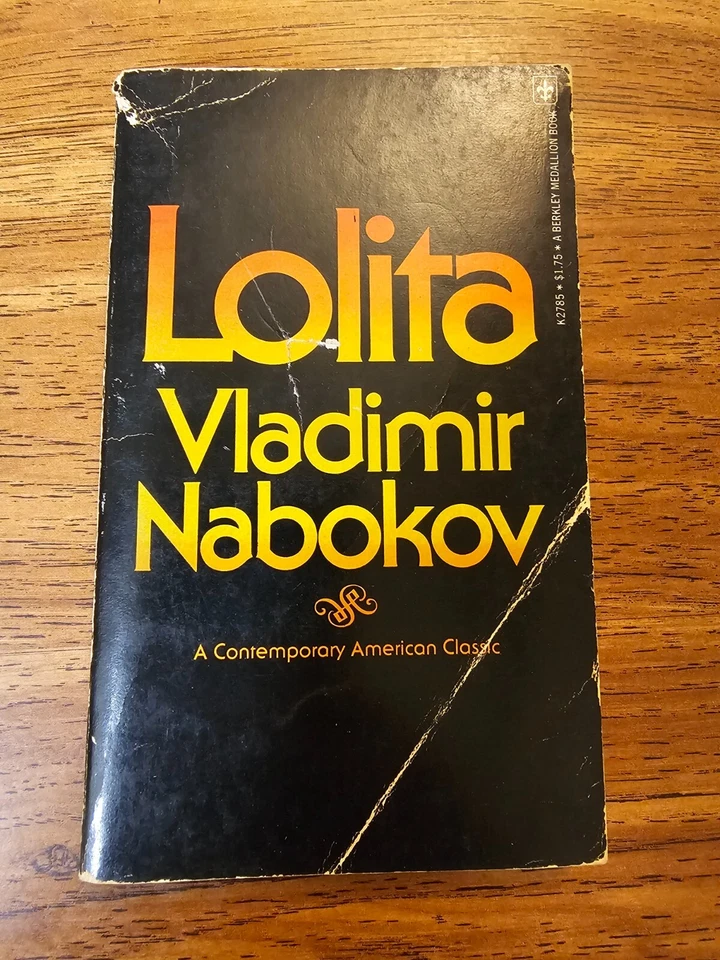 Lolita
Vladimir
Nabokov
A Contemporary American Classic
K2785 * $1.75 * A BERKLEY MEDALLION BOOK